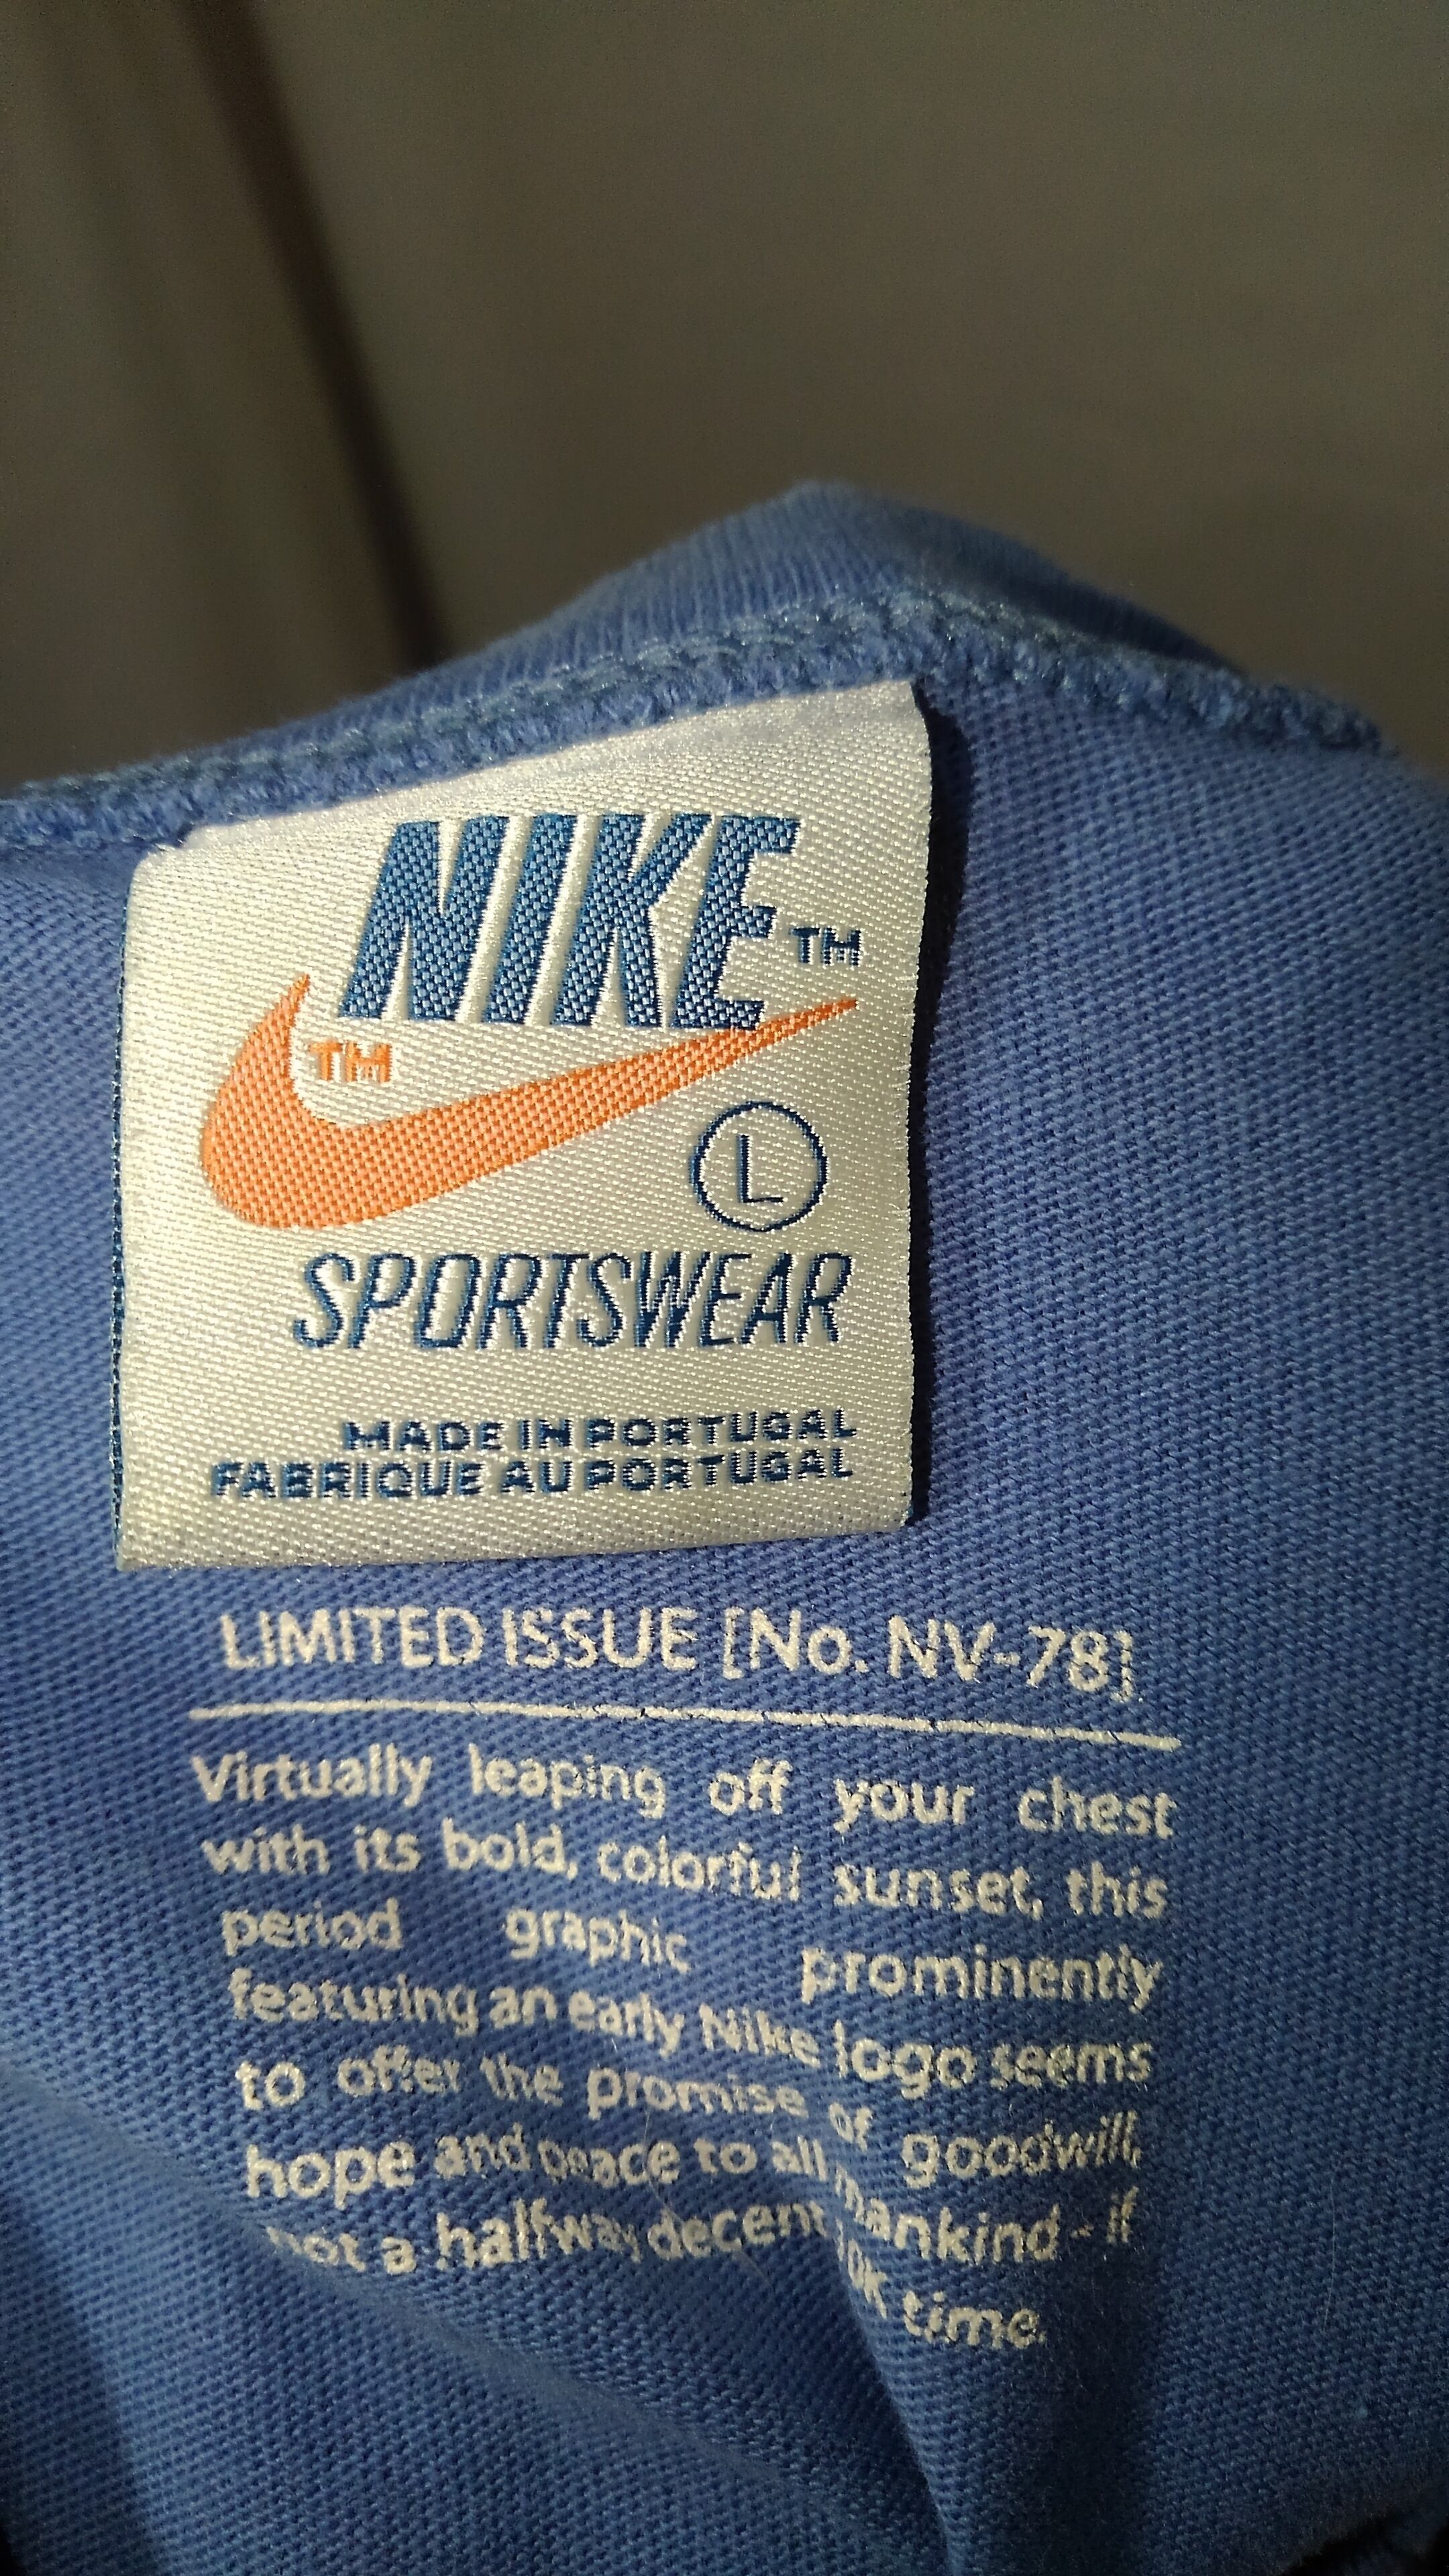 NIKE TM
TM
L
SPORTSWEAR
MADE IN PORTUGAL
FABRIQUE AU PORTUGAL
LIMITED ISSUE [No. NV-78]
Virtually leaping off your chest
with its bold, colorful sunset, this
period graphic prominently
featuring an early Nike logo seems
to offer the promise of goodwill,
hope and peace to all mankind - if
not a halfway decent 10K time.